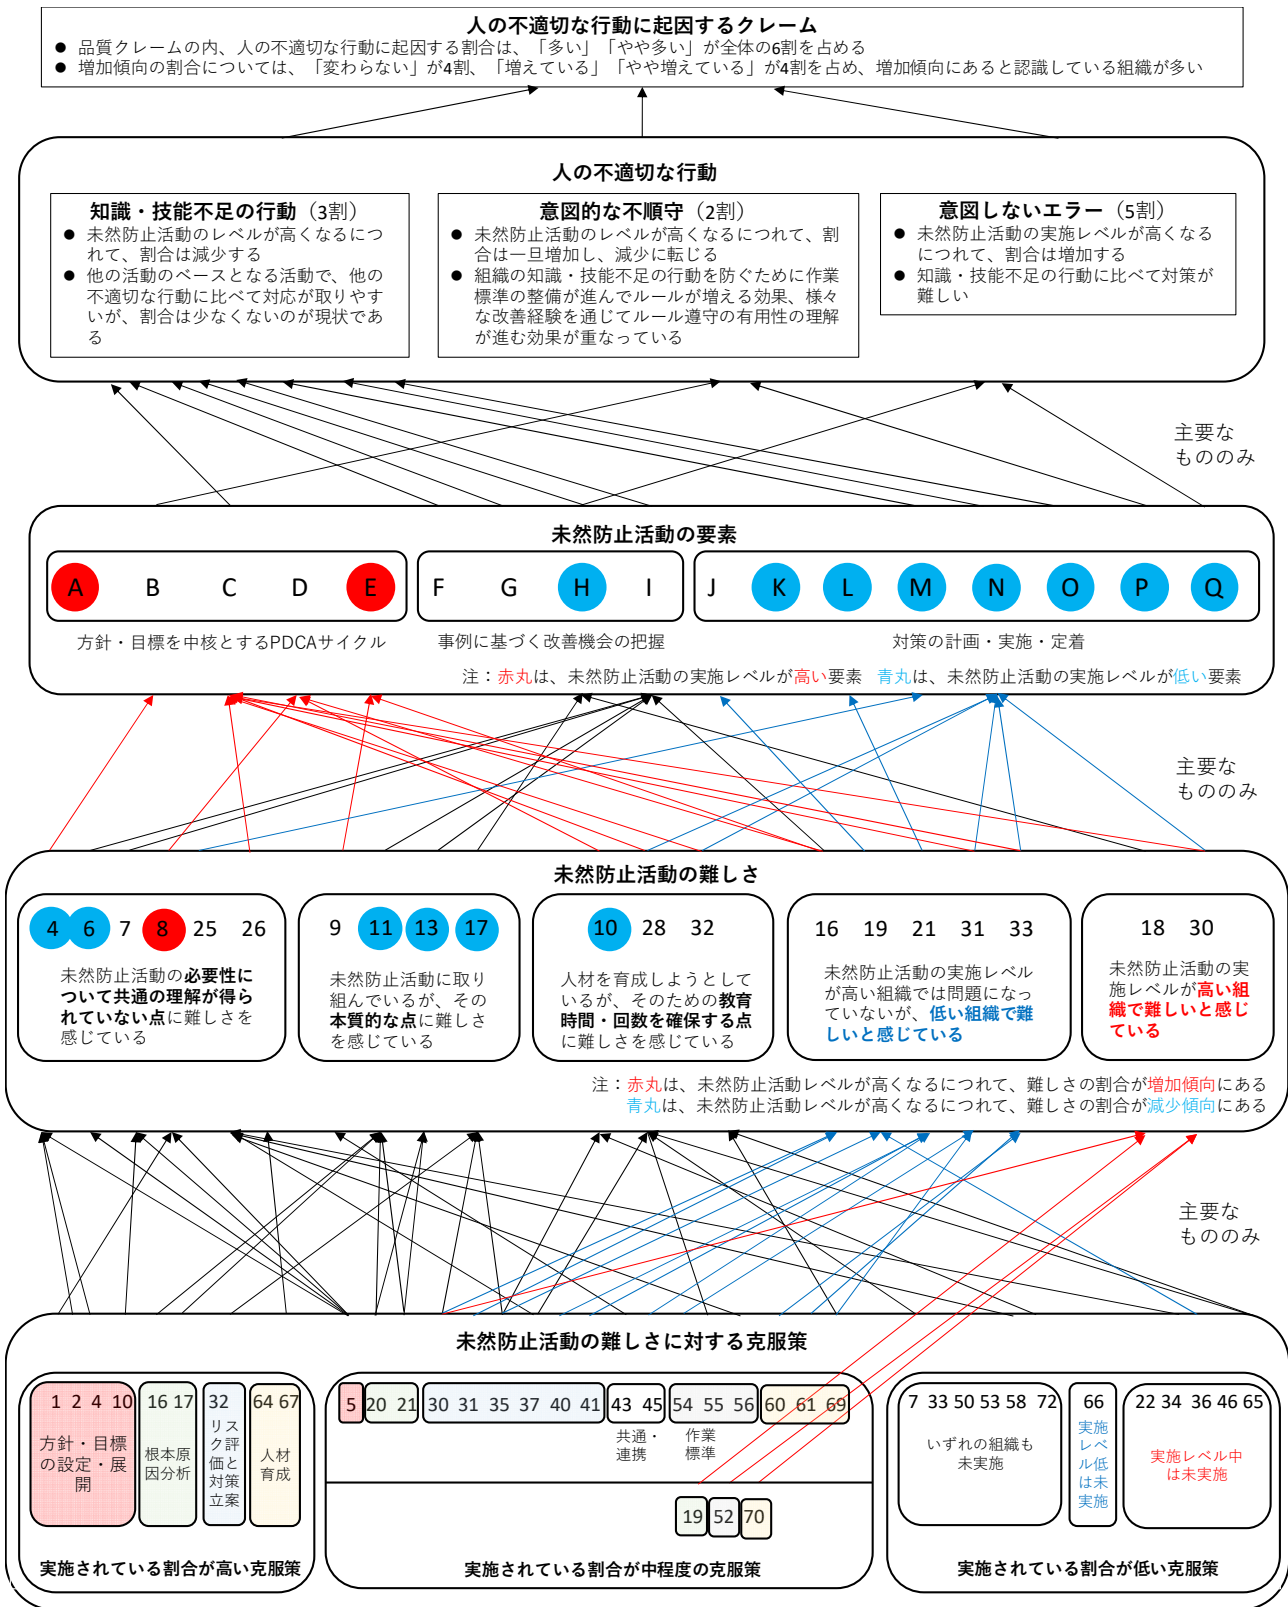 人の不適切な行動に起因するクレーム
● 品質クレームの内、人の不適切な行動に起因する割合は、「多い」「やや多い」が全体の6割を占める
● 増加傾向の割合については、「変わらない」が4割、「増えている」「やや増えている」が4割を占め、増加傾向にあると認識している組織が多い
人の不適切な行動
知識・技能不足の行動（3割）
● 未然防止活動のレベルが高くなるにつ
れて、割合は減少する
● 他の活動のベースとなる活動で、他の
不適切な行動に比べて対応が取りやす
いが、割合は少なくないのが現状であ
る
意図的な不順守（2割）
● 未然防止活動のレベルが高くなるにつれて、割
合は一旦増加し、減少に転じる
● 組織の知識・技能不足の行動を防ぐために作業
標準の整備が進んでルールが増える効果、様々
な改善経験を通じてルール遵守の有用性の理解
が進む効果が重なっている
意図しないエラー（5割）
● 未然防止活動の実施レベルが高くなる
につれて、割合は増加する
● 知識・技能不足の行動に比べて対策が
難しい
主要な
もののみ
未然防止活動の要素
A B C D E
F G H I
J K L M N O P Q
方針・目標を中核とするPDCAサイクル
事例に基づく改善機会の把握
対策の計画・実施・定着
注：赤丸は、未然防止活動の実施レベルが高い要素 青丸は、未然防止活動の実施レベルが低い要素
主要な
もののみ
未然防止活動の難しさ
4 6 7 8 25 26
未然防止活動の必要性に
ついて共通の理解が得ら
れていない点に難しさを
感じている
9 11 13 17
未然防止活動に取り
組んでいるが、その
本質的な点に難しさ
を感じている
10 28 32
人材を育成しようとして
いるが、そのための教育
時間・回数を確保する点
に難しさを感じている
16 19 21 31 33
未然防止活動の実施レベル
が高い組織では問題になっ
ていないが、低い組織で難
しいと感じている
18 30
未然防止活動の実
施レベルが高い組
織で難しいと感じ
ている
注：赤丸は、未然防止活動レベルが高くなるにつれて、難しさの割合が増加傾向にある
青丸は、未然防止活動レベルが高くなるにつれて、難しさの割合が減少傾向にある
主要な
もののみ
未然防止活動の難しさに対する克服策
1 2 4 10
方針・目標
の設定・展
開
16 17
根本原
因分析
32
リス
ク評
価と
対策
立案
64 67
人材
育成
実施されている割合が高い克服策
5 20 21 30 31 35 37 40 41 43 45 54 55 56 60 61 69
共通・
連携
作業
標準
19 52 70
実施されている割合が中程度の克服策
7 33 50 53 58 72
いずれの組織も
未実施
66
実施
レベ
ル低
は未
実施
22 34 36 46 65
実施レベル中
は未実施
実施されている割合が低い克服策